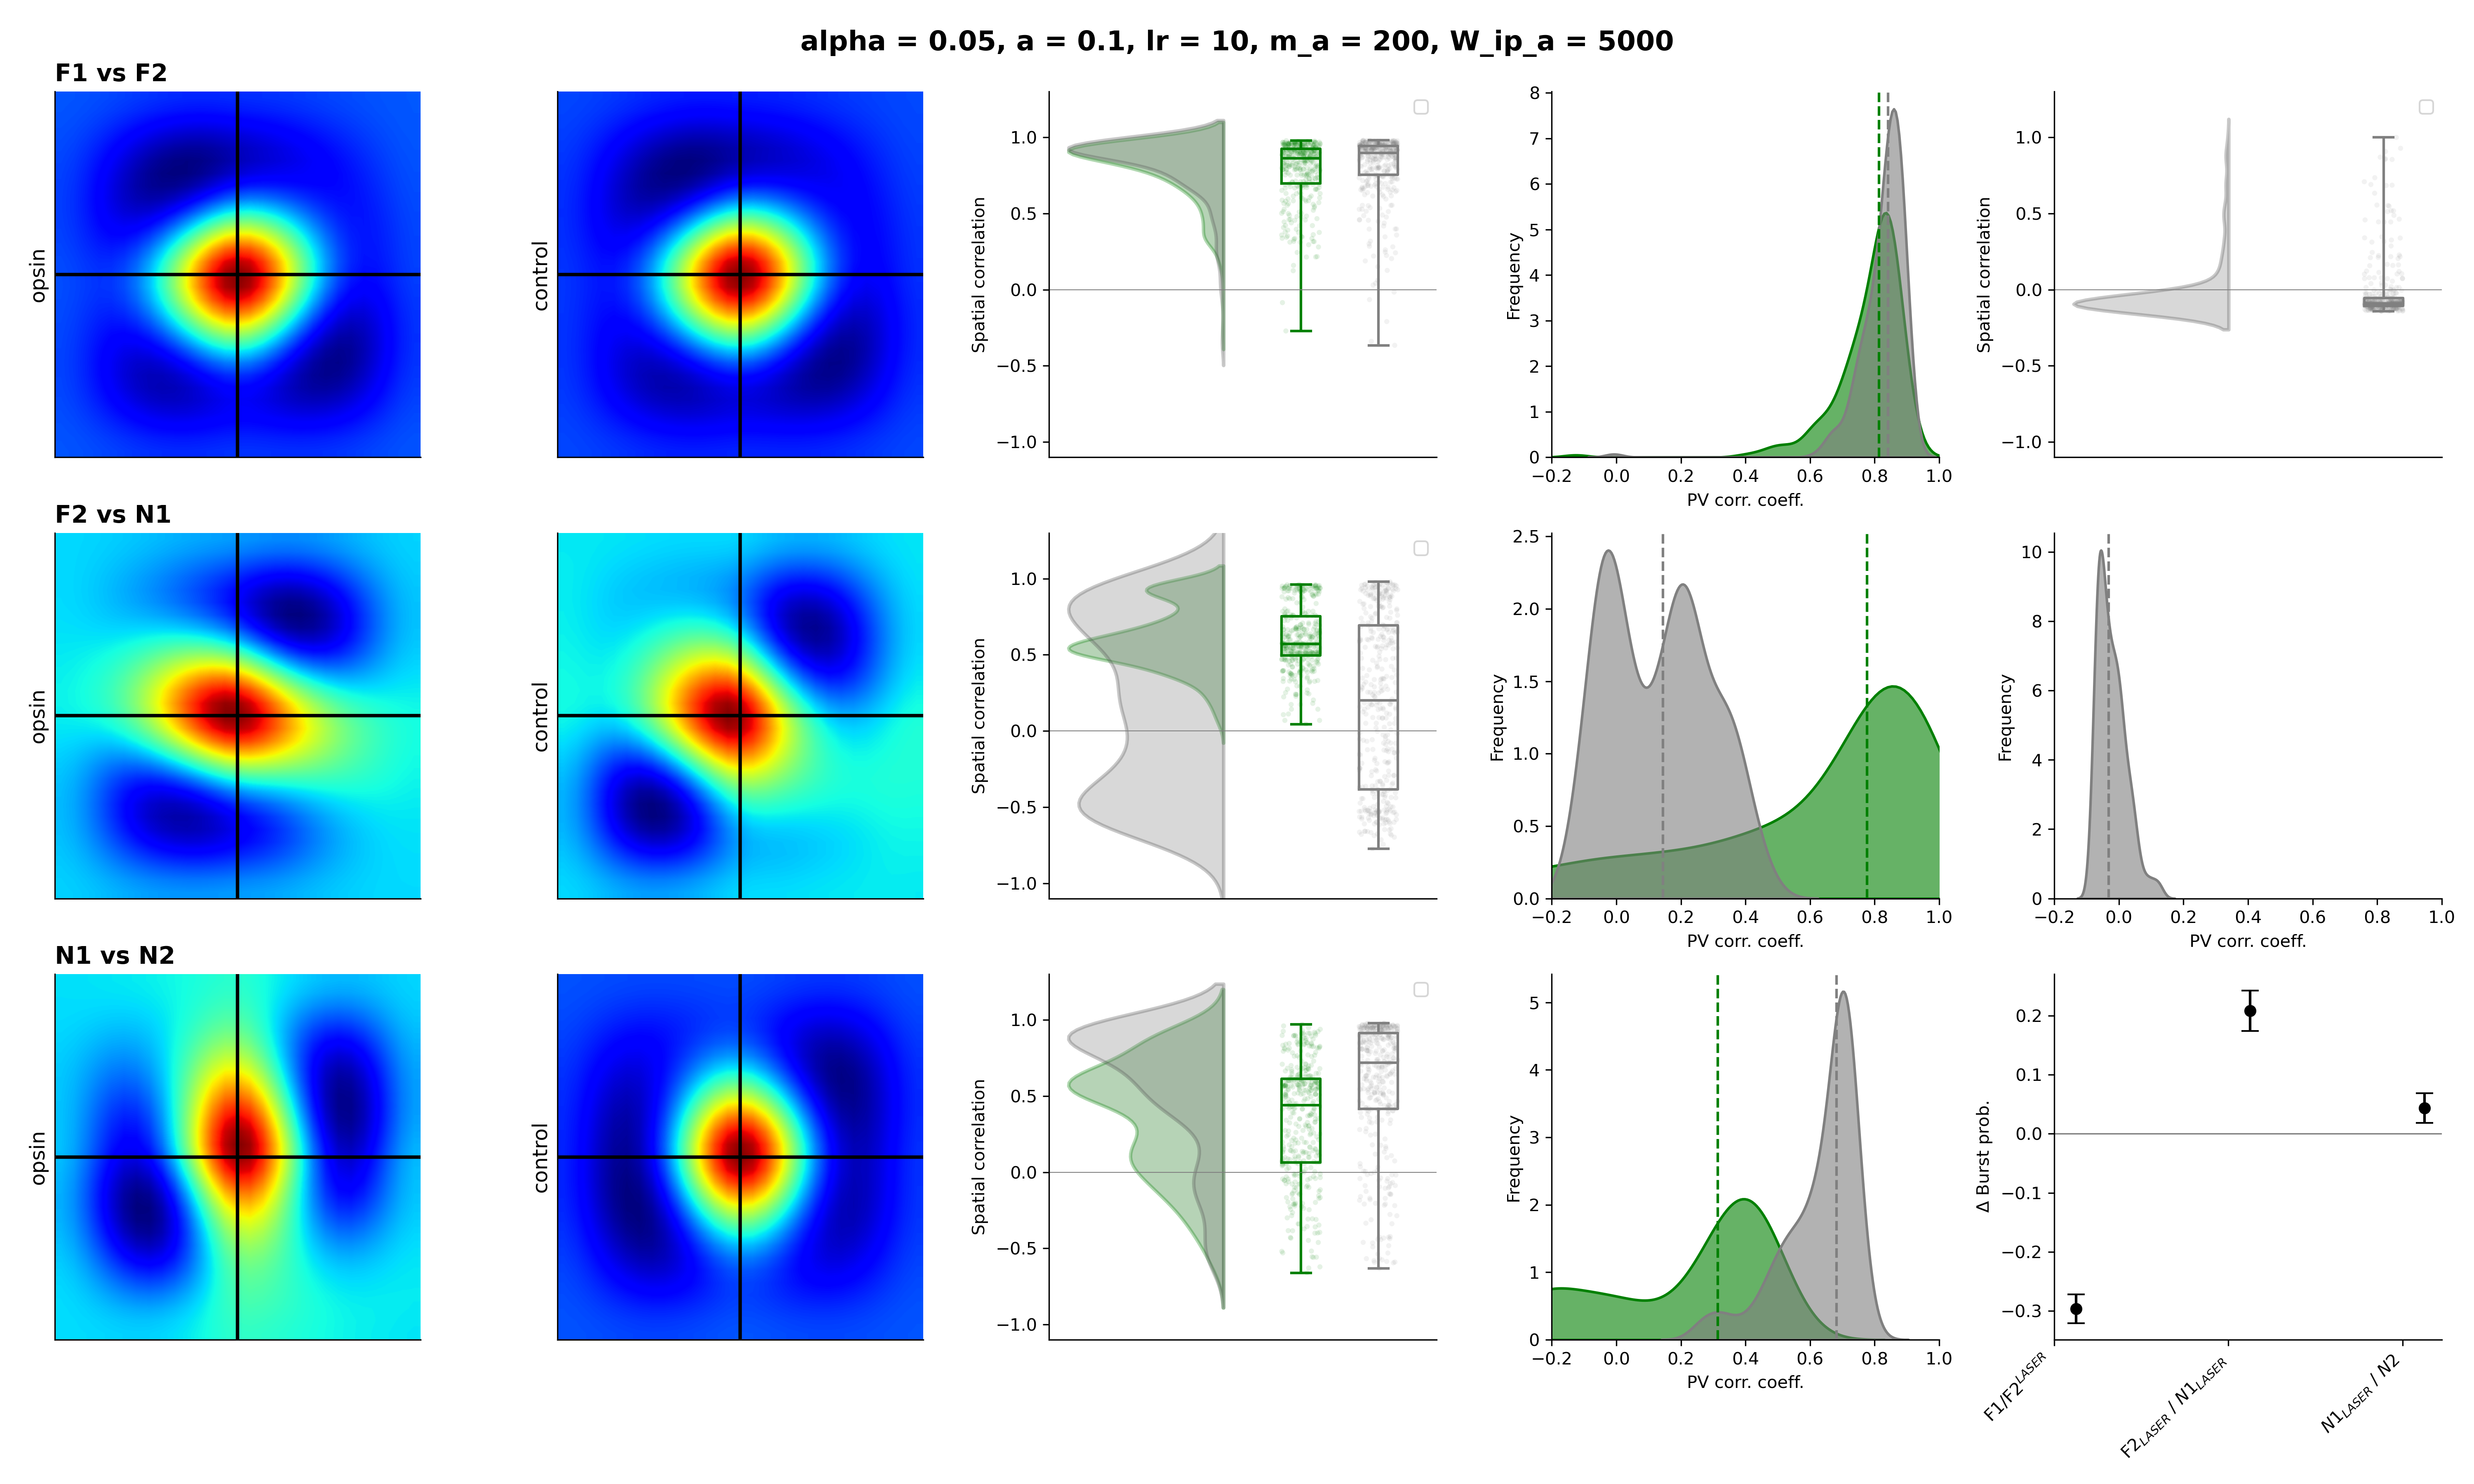 alpha = 0.05, a = 0.1, lr = 10, m_a = 200, W_ip_a = 5000
F1 vs F2
opsin
control
Spatial correlation
1.0
0.5
0.0
−0.5
−1.0
Frequency
8
7
6
5
4
3
2
1
0
−0.2 0.0 0.2 0.4 0.6 0.8 1.0
PV corr. coeff.
Spatial correlation
1.0
0.5
0.0
−0.5
−1.0
F2 vs N1
opsin
control
Spatial correlation
1.0
0.5
0.0
−0.5
−1.0
Frequency
2.5
2.0
1.5
1.0
0.5
0.0
−0.2 0.0 0.2 0.4 0.6 0.8 1.0
PV corr. coeff.
Frequency
10
8
6
4
2
0
−0.2 0.0 0.2 0.4 0.6 0.8 1.0
PV corr. coeff.
N1 vs N2
opsin
control
Spatial correlation
1.0
0.5
0.0
−0.5
−1.0
Frequency
5
4
3
2
1
0
−0.2 0.0 0.2 0.4 0.6 0.8 1.0
PV corr. coeff.
Δ Burst prob.
0.2
0.1
0.0
−0.1
−0.2
−0.3
F1/F2^LASER
F2_LASER / N1_LASER
N1_LASER / N2